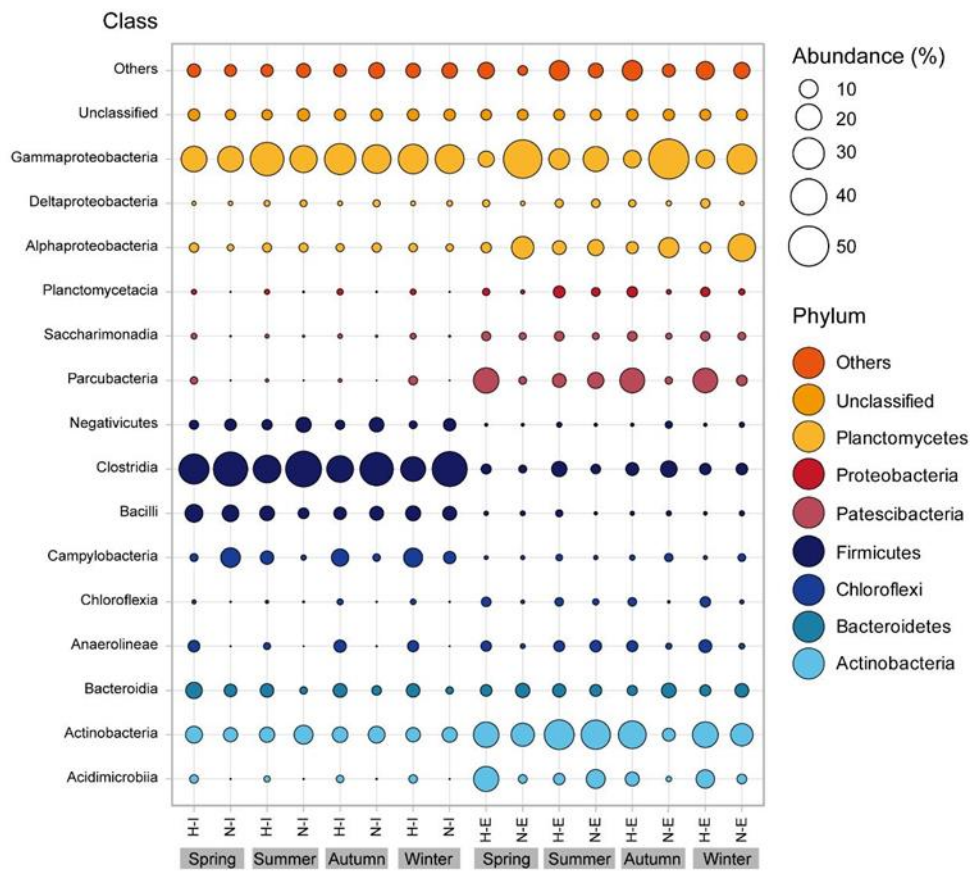 Class
Others
Unclassified
Gammaproteobacteria
Deltaproteobacteria
Alphaproteobacteria
Planctomycetacia
Saccharimonadia
Parcubacteria
Negativicutes
Clostridia
Bacilli
Campylobacteria
Chloroflexia
Anaerolineae
Bacteroidia
Actinobacteria
Acidimicrobiia
H-I N-I H-I N-I H-I N-I H-I N-I H-E N-E H-E N-E H-E N-E H-E N-E
Spring Summer Autumn Winter Spring Summer Autumn Winter
Abundance (%)
10
20
30
40
50
Phylum
Others
Unclassified
Planctomycetes
Proteobacteria
Patescibacteria
Firmicutes
Chloroflexi
Bacteroidetes
Actinobacteria